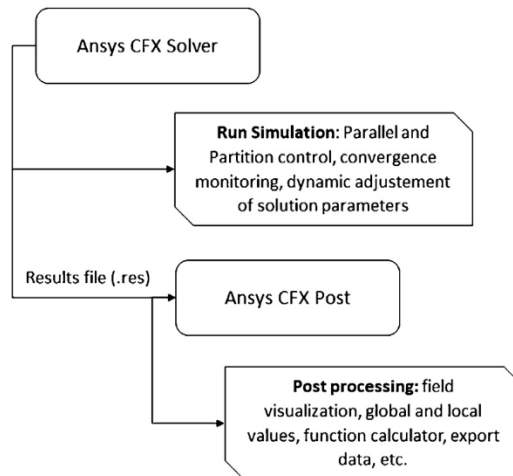 Ansys CFX Solver
Run Simulation: Parallel and
Partition control, convergence
monitoring, dynamic adjustement
of solution parameters
Results file (.res)
Ansys CFX Post
Post processing: field
visualization, global and local
values, function calculator, export
data, etc.